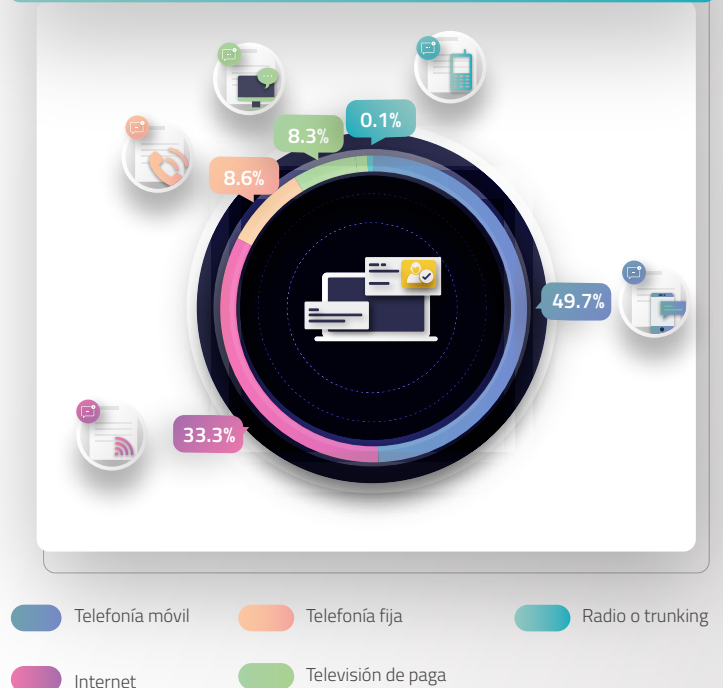 0.1%
8.3%
8.6%
49.7%
33.3%
Telefonía móvil
Telefonía fija
Radio o trunking
Internet
Televisión de paga